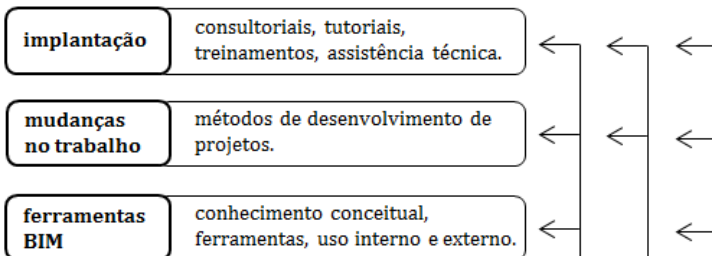 implantação
consultoriais, tutoriais,
treinamentos, assistência técnica.
mudanças
no trabalho
métodos de desenvolvimento de
projetos.
ferramentas
BIM
conhecimento conceitual,
ferramentas, uso interno e externo.